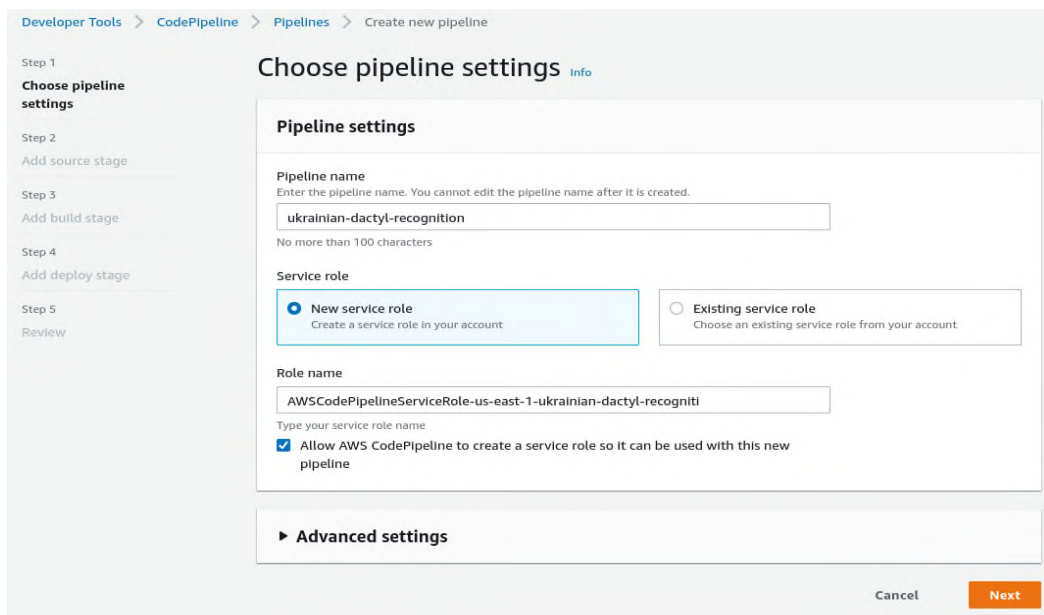 Developer Tools > CodePipeline > Pipelines > Create new pipeline
Step 1
Choose pipeline
settings
Step 2
Add source stage
Step 3
Add build stage
Step 4
Add deploy stage
Step 5
Review
Choose pipeline settings Info
Pipeline settings
Pipeline name
Enter the pipeline name. You cannot edit the pipeline name after it is created.
ukrainian-dactyl-recognition
No more than 100 characters
Service role
New service role
Create a service role in your account
Existing service role
Choose an existing service role from your account
Role name
AWSCodePipelineServiceRole-us-east-1-ukrainian-dactyl-recogniti
Type your service role name
Allow AWS CodePipeline to create a service role so it can be used with this new
pipeline
Advanced settings
Cancel
Next